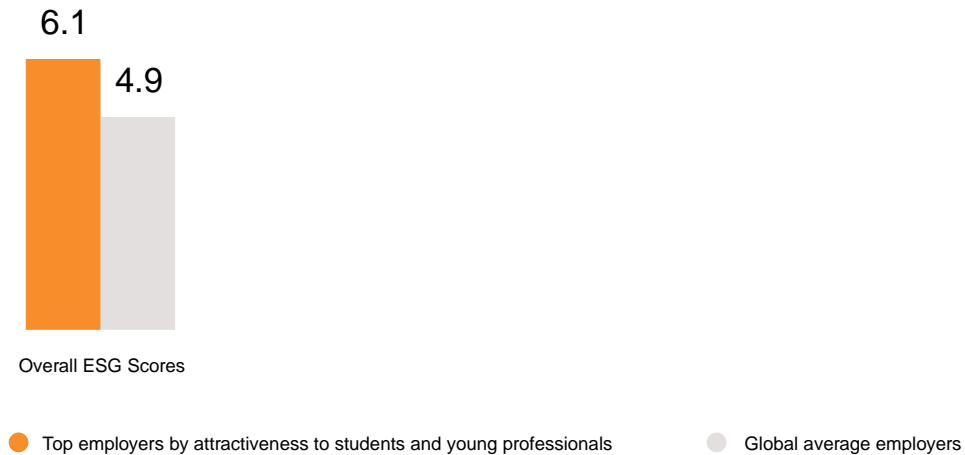 6.1
4.9
Overall ESG Scores
Top employers by attractiveness to students and young professionals
Global average employers